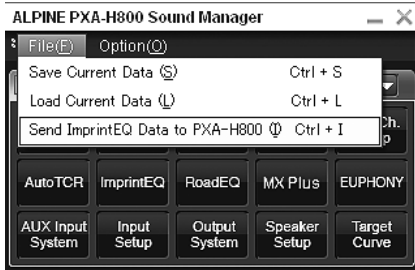 ALPINE PXA-H800 Sound Manager
File(F) Option(O)
Save Current Data (S) Ctrl + S
Load Current Data (L) Ctrl + L
Send ImprintEQ Data to PXA-H800 (I) Ctrl + I
Ch.
AutoTCR ImprintEQ RoadEQ MX Plus EUPHONY
AUX Input System Input Setup Output System Speaker Setup Target Curve